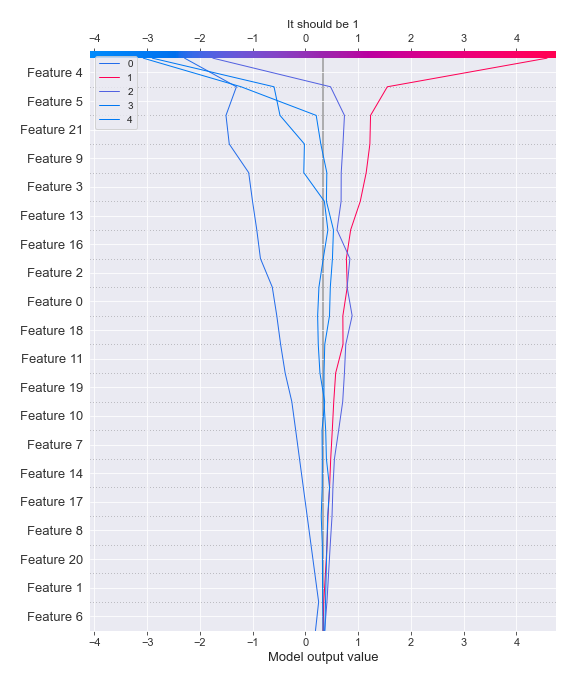 It should be 1
−4 −3 −2 −1 0 1 2 3 4
0
1
2
3
4
Feature 4
Feature 5
Feature 21
Feature 9
Feature 3
Feature 13
Feature 16
Feature 2
Feature 0
Feature 18
Feature 11
Feature 19
Feature 10
Feature 7
Feature 14
Feature 17
Feature 8
Feature 20
Feature 1
Feature 6
−4 −3 −2 −1 0 1 2 3 4
Model output value